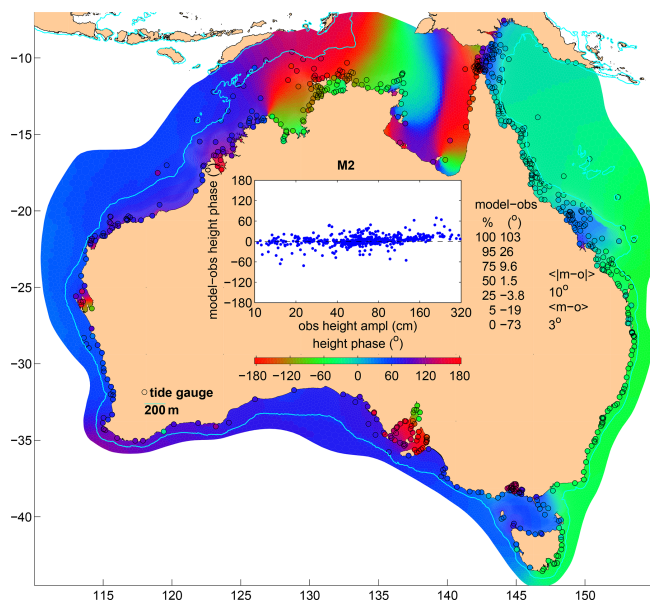 −10
−15
−20
−25
−30
−35
−40
M2
model−obs height phase (°)
180
120
60
0
−60
−120
−180
10 20 40 80 160 320
obs height ampl (cm)
height phase (°)
−180 −120 −60 0 60 120 180
model−obs
% (°)
100 103
95 26
75 9.6
50 1.5
25 −3.8
5 −19
0 −73
<|m−o|>
10°
<m−o>
3°
tide gauge
200 m
115 120 125 130 135 140 145 150